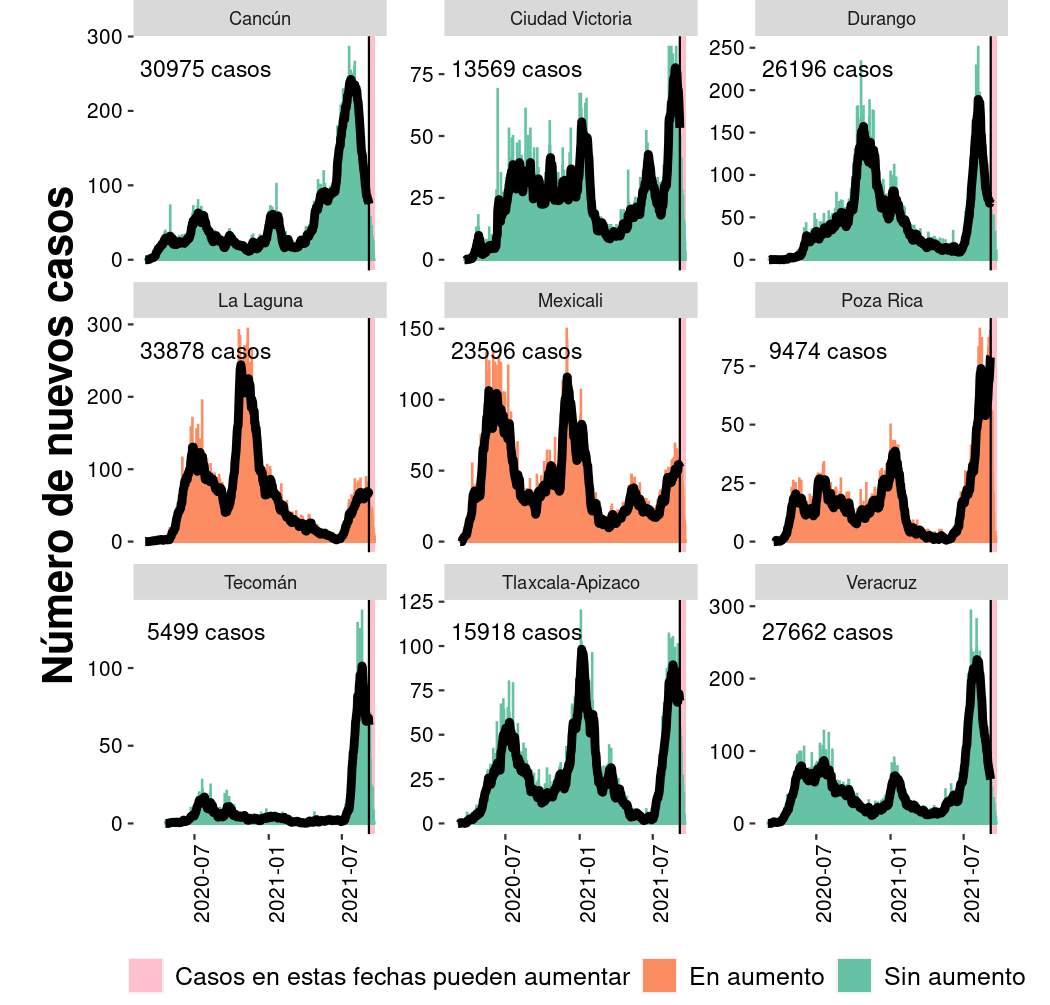 Número de nuevos casos
Cancún
Ciudad Victoria
Durango
300
200
100
0
30975 casos
75
50
25
0
13569 casos
250
200
150
100
50
0
26196 casos
La Laguna
Mexicali
Poza Rica
300
200
100
0
33878 casos
150
100
50
0
23596 casos
75
50
25
0
9474 casos
Tecomán
Tlaxcala-Apizaco
Veracruz
100
50
0
5499 casos
125
100
75
50
25
0
15918 casos
300
200
100
0
27662 casos
2020-07
2021-01
2021-07
2020-07
2021-01
2021-07
2020-07
2021-01
2021-07
Casos en estas fechas pueden aumentar
En aumento
Sin aumento